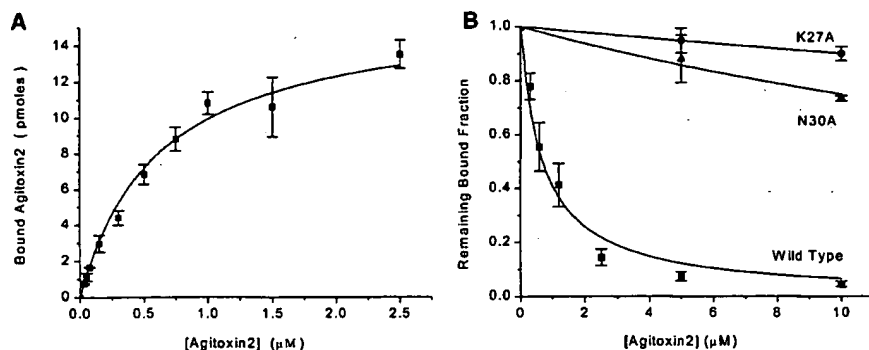 A
Bound Agitoxin2 (pmoles)
14
12
10
8
6
4
2
0
0.0
0.5
1.0
1.5
2.0
2.5
[Agitoxin2] (μM)
B
Remaining Bound Fraction
1.0
0.8
0.6
0.4
0.2
0.0
0
2
4
6
8
10
[Agitoxin2] (μM)
K27A
N30A
Wild Type